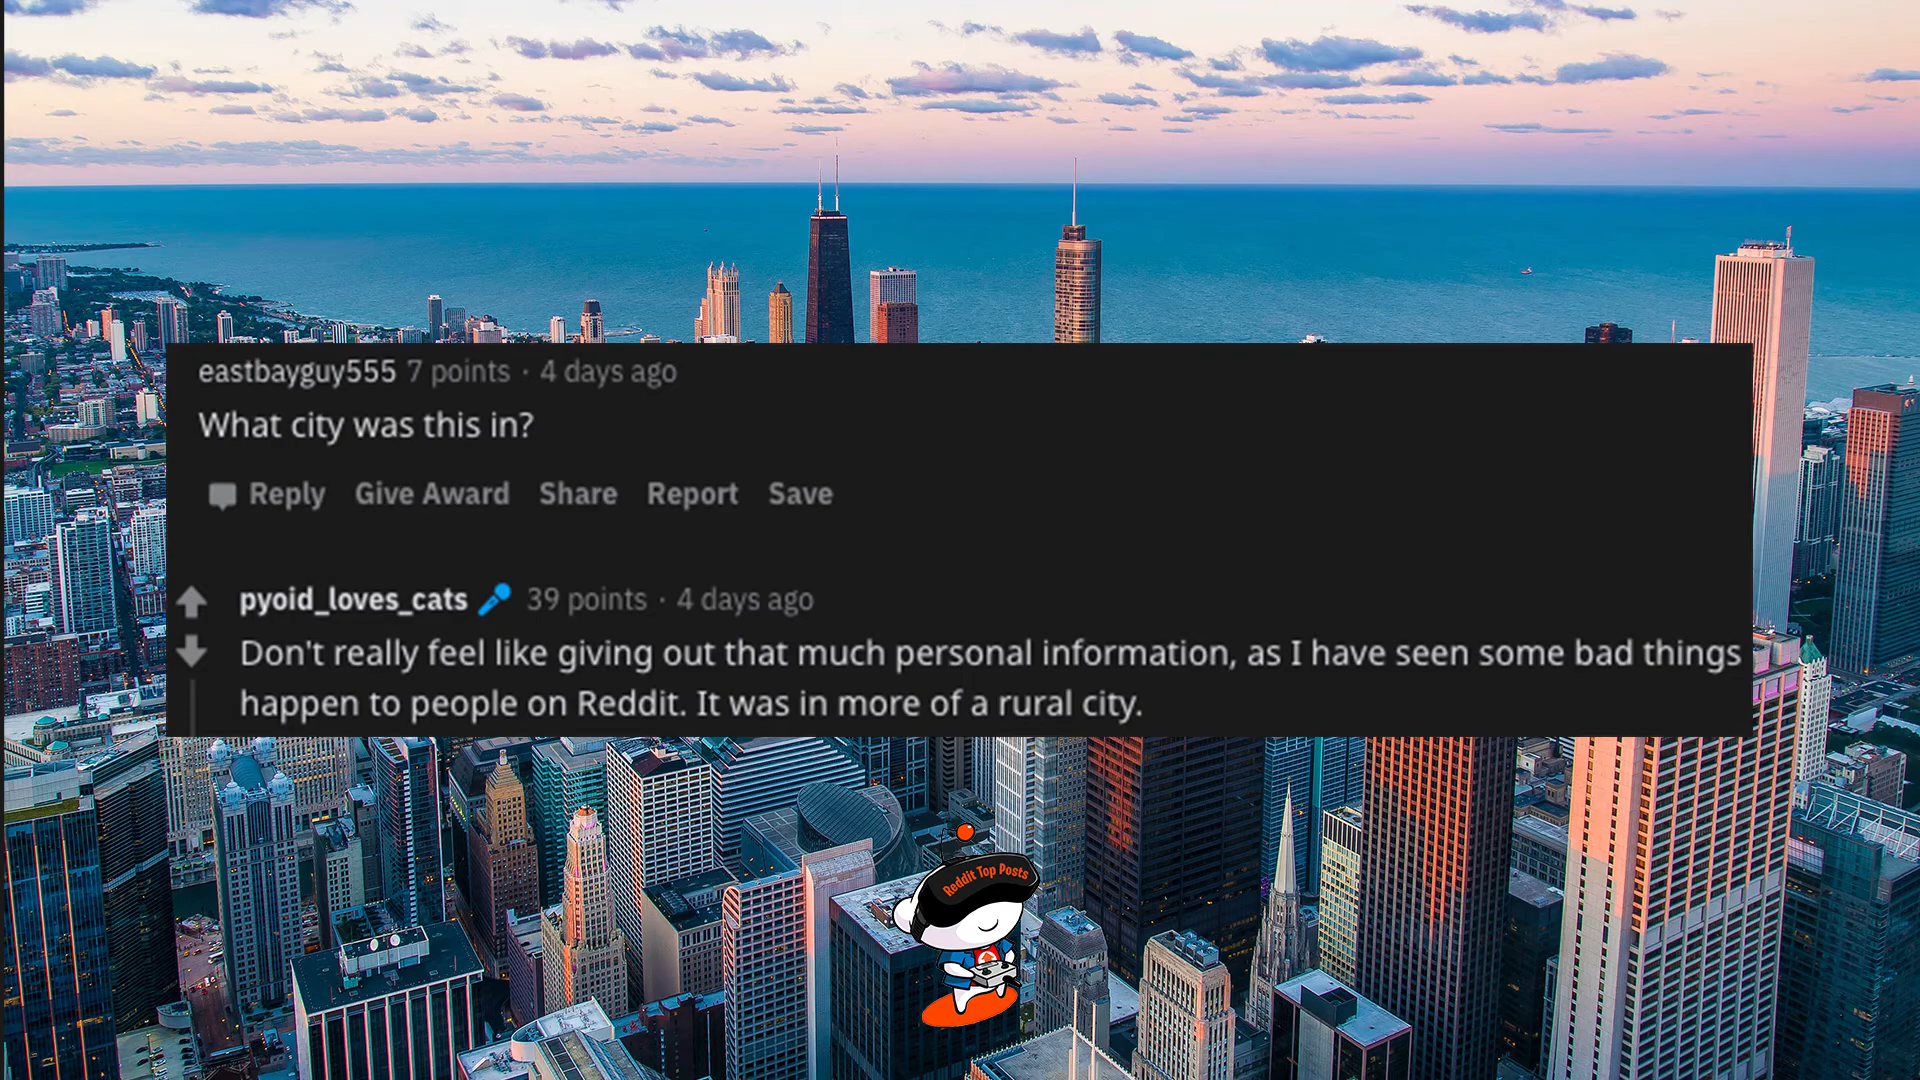 eastbayguy555 7 points · 4 days ago
What city was this in?
Reply Give Award Share Report Save
pyoid_loves_cats 39 points · 4 days ago
Don't really feel like giving out that much personal information, as I have seen some bad things
happen to people on Reddit. It was in more of a rural city.
Reddit Top Posts